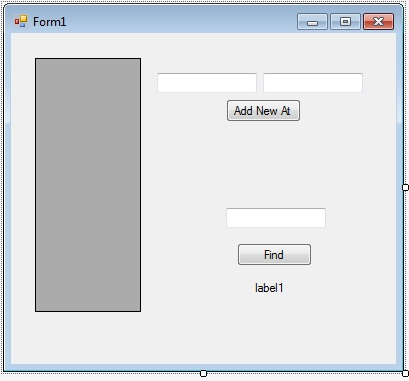 Form1
Add New At
Find
label1